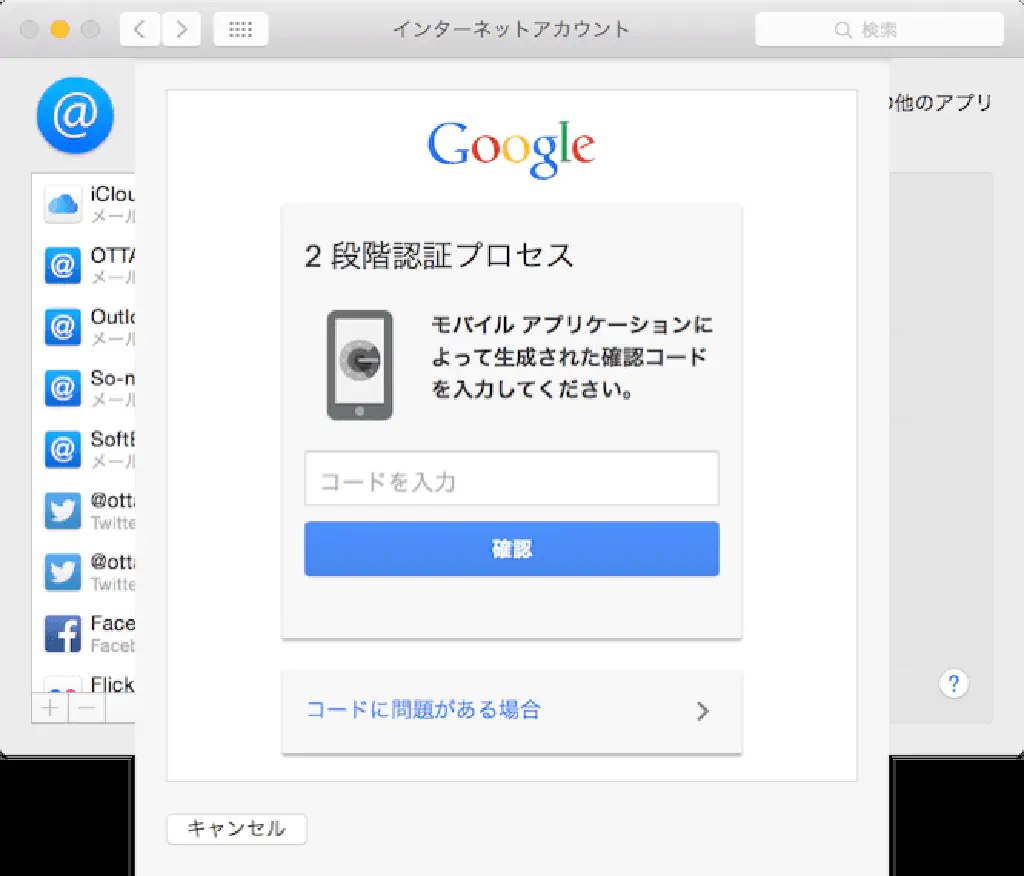 インターネットアカウント
検索
の他のアプリ
iClou
メール
OTTA
メール
Outlo
メール
So-n
メール
SoftB
メール
@otta
Twitte
@otta
Twitte
Face
Faceb
Flick
Google
2 段階認証プロセス
モバイル アプリケーションに
よって生成された確認コード
を入力してください。
コードを入力
確認
コードに問題がある場合
?
キャンセル